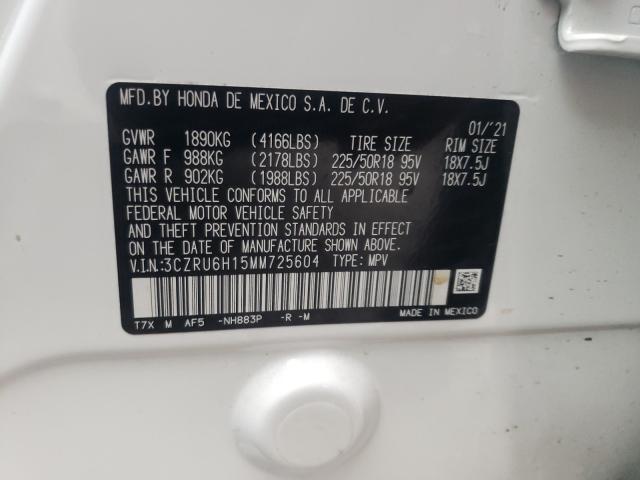 MFD.BY HONDA DE MEXICO S.A. DE C.V.
01/'21
GVWR 1890KG (4166LBS) TIRE SIZE RIM SIZE
GAWR F 988KG (2178LBS) 225/50R18 95V 18X7.5J
GAWR R 902KG (1988LBS) 225/50R18 95V 18X7.5J
THIS VEHICLE CONFORMS TO ALL APPLICABLE
FEDERAL MOTOR VEHICLE SAFETY
AND THEFT PREVENTION STANDARDS IN EFFECT
ON THE DATE OF MANUFACTURE SHOWN ABOVE.
V.I.N:3CZRU6H15MM725604 TYPE: MPV
T7X M AF5 -NH883P -R -M MADE IN MEXICO